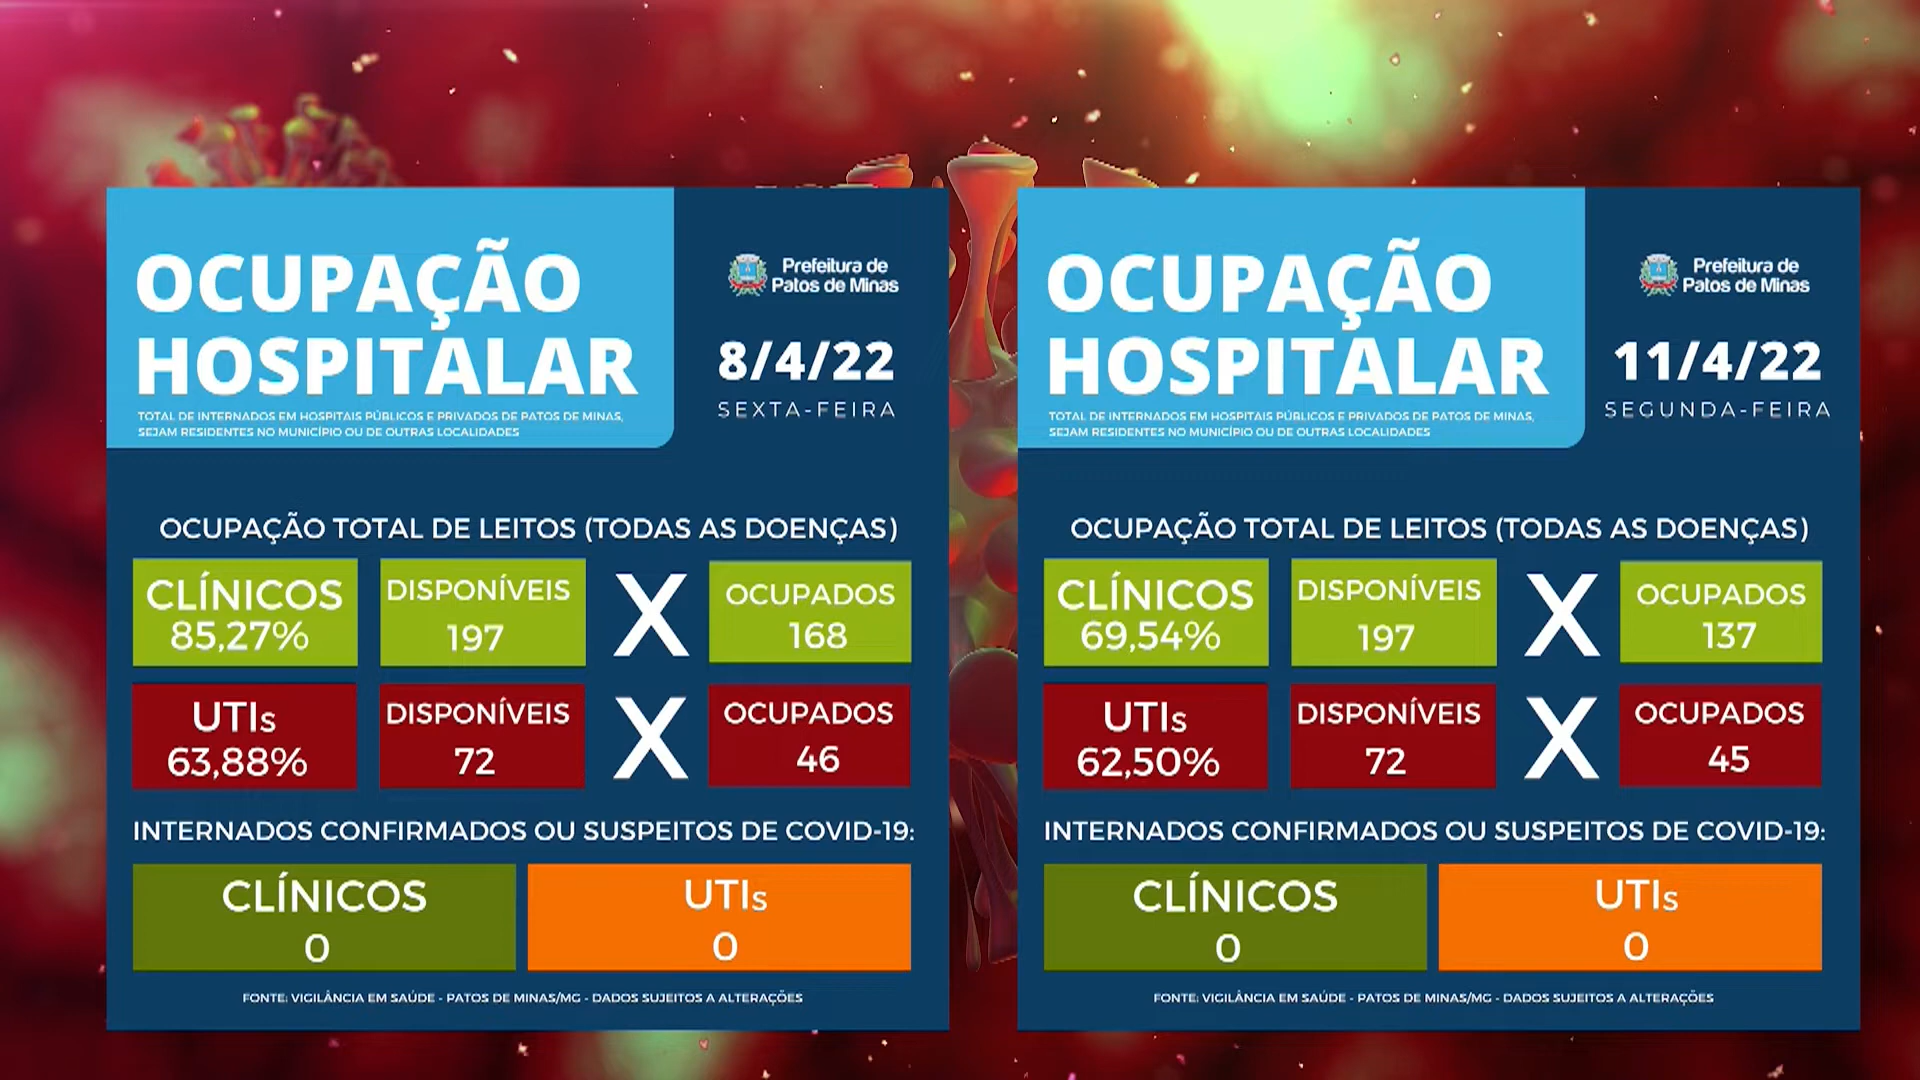 OCUPAÇÃO
HOSPITALAR
TOTAL DE INTERNADOS EM HOSPITAIS PÚBLICOS E PRIVADOS DE PATOS DE MINAS,
SEJAM RESIDENTES NO MUNICÍPIO OU DE OUTRAS LOCALIDADES
Prefeitura de
Patos de Minas
8/4/22
SEXTA-FEIRA
OCUPAÇÃO TOTAL DE LEITOS (TODAS AS DOENÇAS)
CLÍNICOS
85,27%
DISPONÍVEIS
197
X
OCUPADOS
168
UTIs
63,88%
DISPONÍVEIS
72
X
OCUPADOS
46
INTERNADOS CONFIRMADOS OU SUSPEITOS DE COVID-19:
CLÍNICOS
0
UTIs
0
FONTE: VIGILÂNCIA EM SAÚDE - PATOS DE MINAS/MG - DADOS SUJEITOS A ALTERAÇÕES
OCUPAÇÃO
HOSPITALAR
TOTAL DE INTERNADOS EM HOSPITAIS PÚBLICOS E PRIVADOS DE PATOS DE MINAS,
SEJAM RESIDENTES NO MUNICÍPIO OU DE OUTRAS LOCALIDADES
Prefeitura de
Patos de Minas
11/4/22
SEGUNDA-FEIRA
OCUPAÇÃO TOTAL DE LEITOS (TODAS AS DOENÇAS)
CLÍNICOS
69,54%
DISPONÍVEIS
197
X
OCUPADOS
137
UTIs
62,50%
DISPONÍVEIS
72
X
OCUPADOS
45
INTERNADOS CONFIRMADOS OU SUSPEITOS DE COVID-19:
CLÍNICOS
0
UTIs
0
FONTE: VIGILÂNCIA EM SAÚDE - PATOS DE MINAS/MG - DADOS SUJEITOS A ALTERAÇÕES